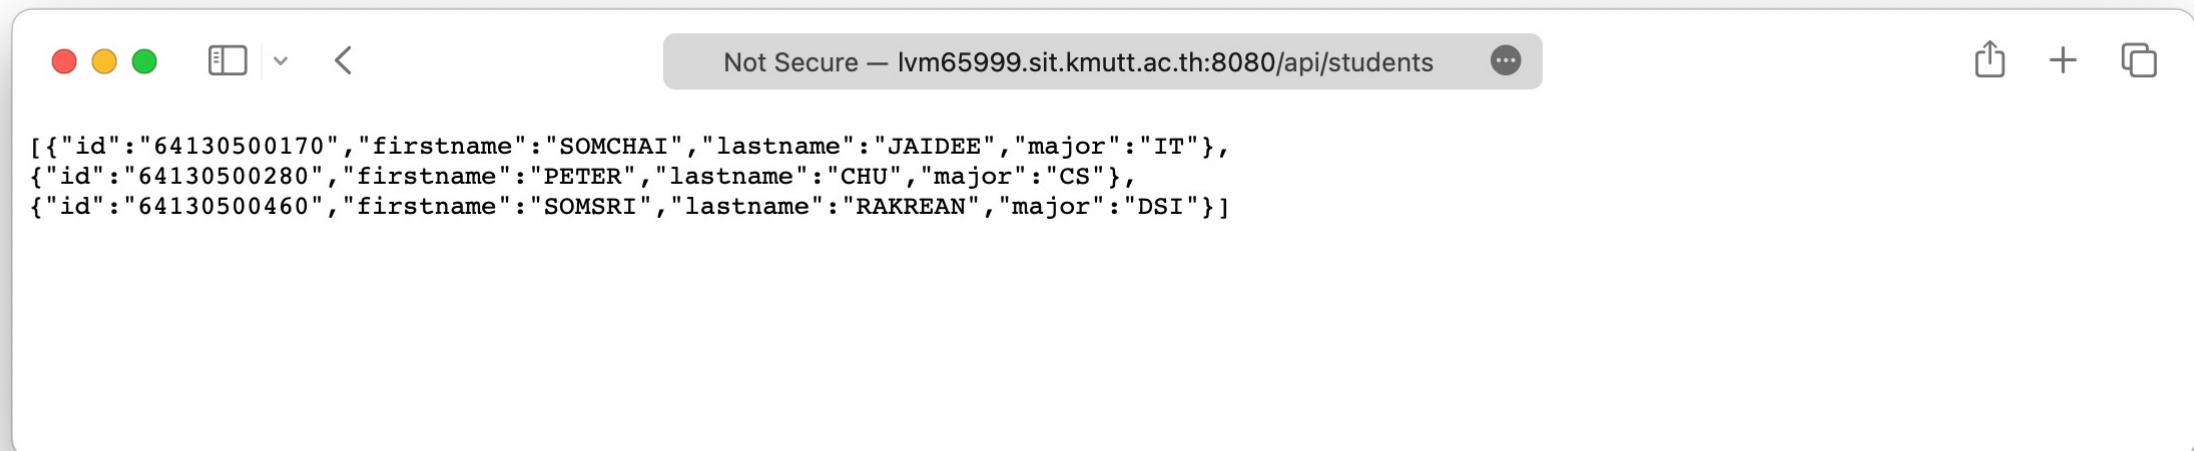 Not Secure — lvm65999.sit.kmutt.ac.th:8080/api/students
[{"id":"64130500170","firstname":"SOMCHAI","lastname":"JAIDEE","major":"IT"},
{"id":"64130500280","firstname":"PETER","lastname":"CHU","major":"CS"},
{"id":"64130500460","firstname":"SOMSRI","lastname":"RAKREAN","major":"DSI"}]